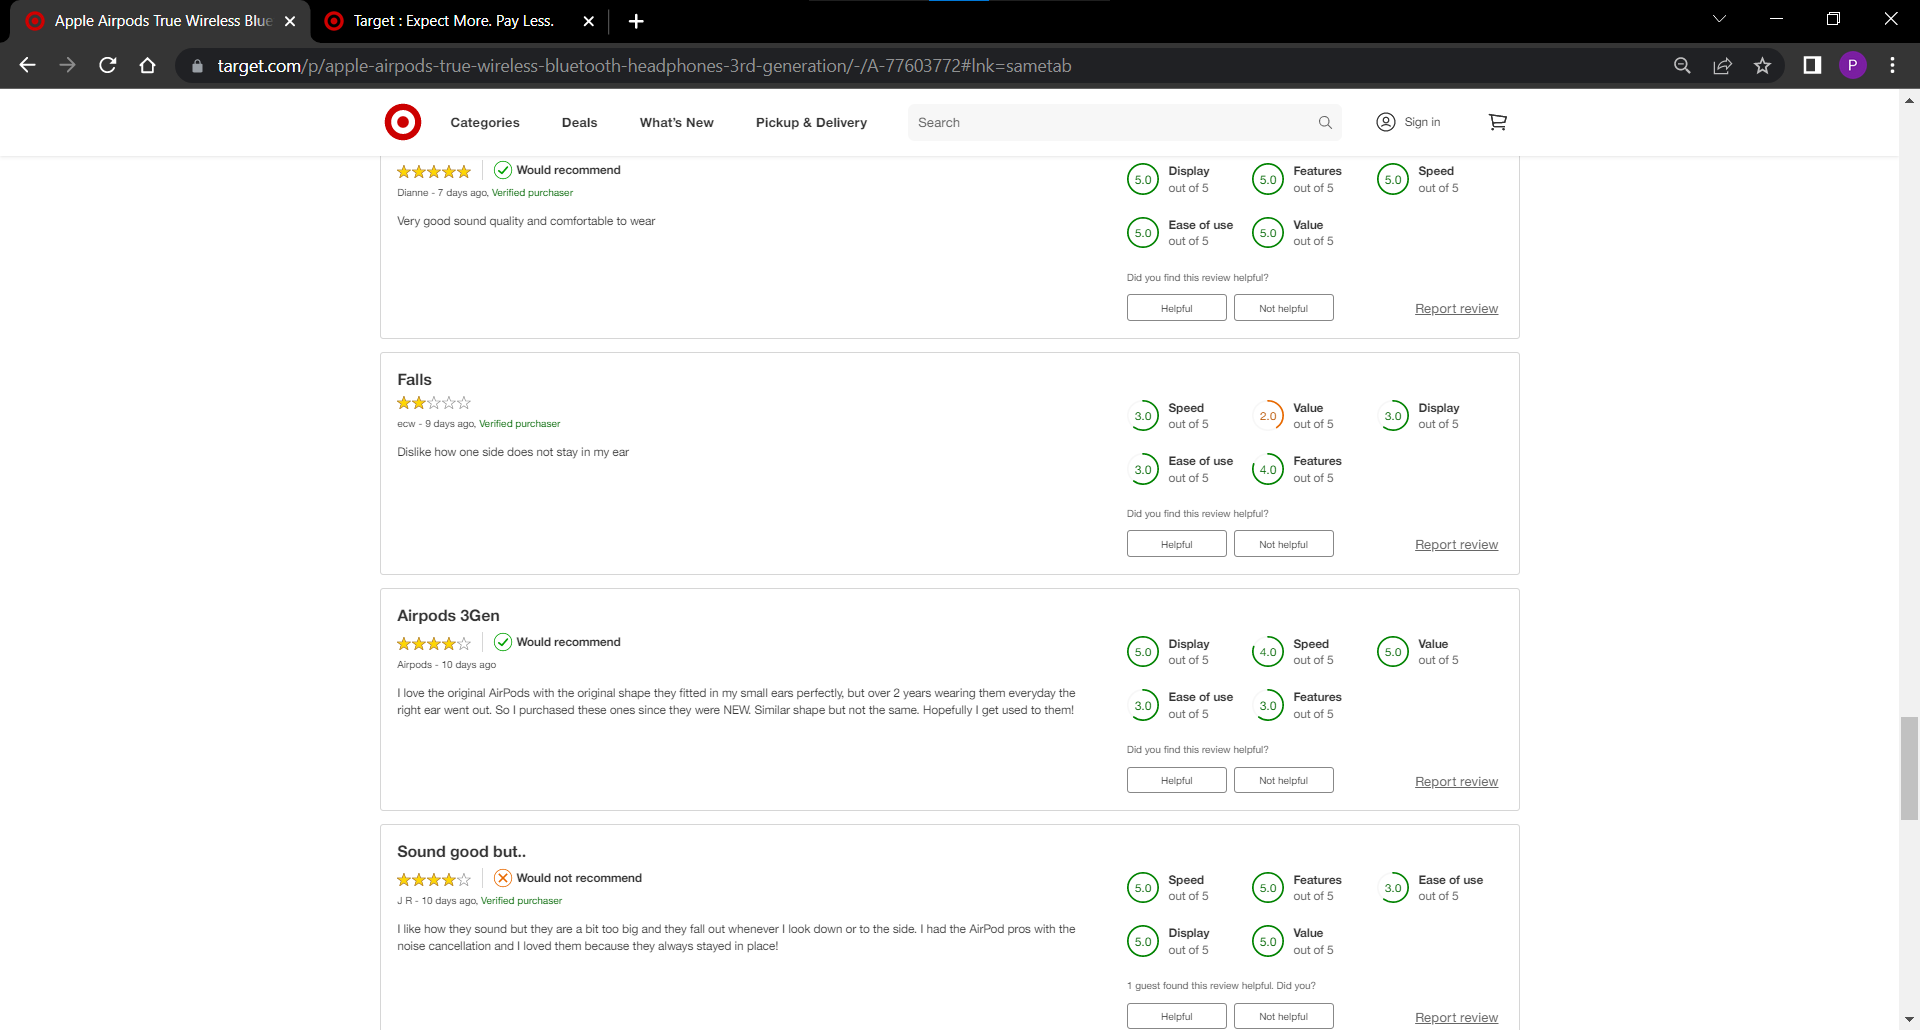 Apple Airpods True Wireless Blue
Target : Expect More. Pay Less.
target.com/p/apple-airpods-true-wireless-bluetooth-headphones-3rd-generation/-/A-77603772#lnk=sametab
P
Categories Deals What's New Pickup & Delivery Search Sign in
Would recommend
Dianne - 7 days ago, Verified purchaser
Very good sound quality and comfortable to wear
5.0 Display out of 5
5.0 Features out of 5
5.0 Speed out of 5
5.0 Ease of use out of 5
5.0 Value out of 5
Did you find this review helpful?
Helpful Not helpful Report review
Falls
ecw - 9 days ago, Verified purchaser
Dislike how one side does not stay in my ear
3.0 Speed out of 5
2.0 Value out of 5
3.0 Display out of 5
3.0 Ease of use out of 5
4.0 Features out of 5
Did you find this review helpful?
Helpful Not helpful Report review
Airpods 3Gen
Would recommend
Airpods - 10 days ago
I love the original AirPods with the original shape they fitted in my small ears perfectly, but over 2 years wearing them everyday the
right ear went out. So I purchased these ones since they were NEW. Similar shape but not the same. Hopefully I get used to them!
5.0 Display out of 5
4.0 Speed out of 5
5.0 Value out of 5
3.0 Ease of use out of 5
3.0 Features out of 5
Did you find this review helpful?
Helpful Not helpful Report review
Sound good but..
Would not recommend
J R - 10 days ago, Verified purchaser
I like how they sound but they are a bit too big and they fall out whenever I look down or to the side. I had the AirPod pros with the
noise cancellation and I loved them because they always stayed in place!
5.0 Speed out of 5
5.0 Features out of 5
3.0 Ease of use out of 5
5.0 Display out of 5
5.0 Value out of 5
1 guest found this review helpful. Did you?
Helpful Not helpful Report review